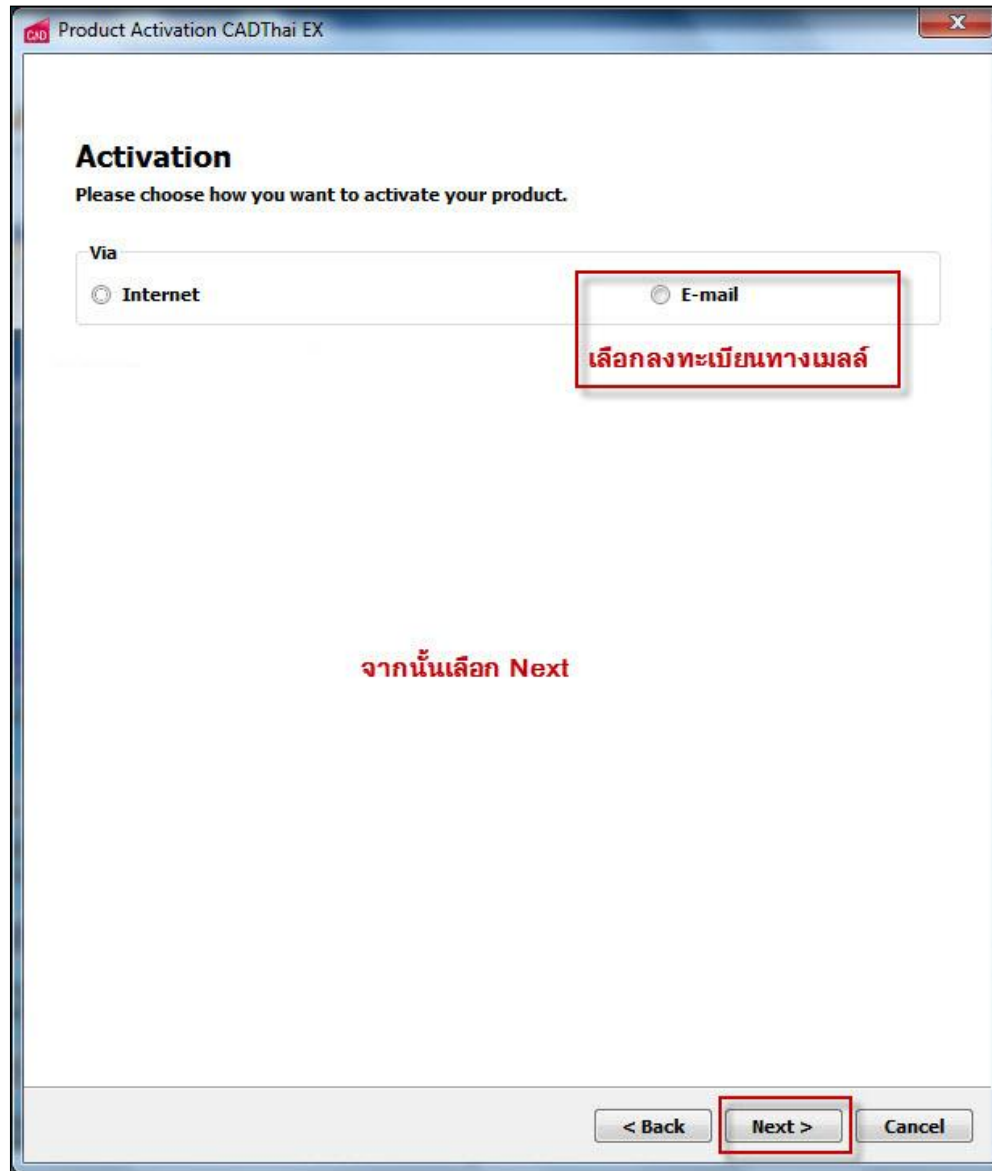 CAD Product Activation CADThai EX
Activation
Please choose how you want to activate your product.
Via
Internet E-mail
เลือกลงทะเบียนทางเมลล์
จากนั้นเลือก Next
< Back Next > Cancel